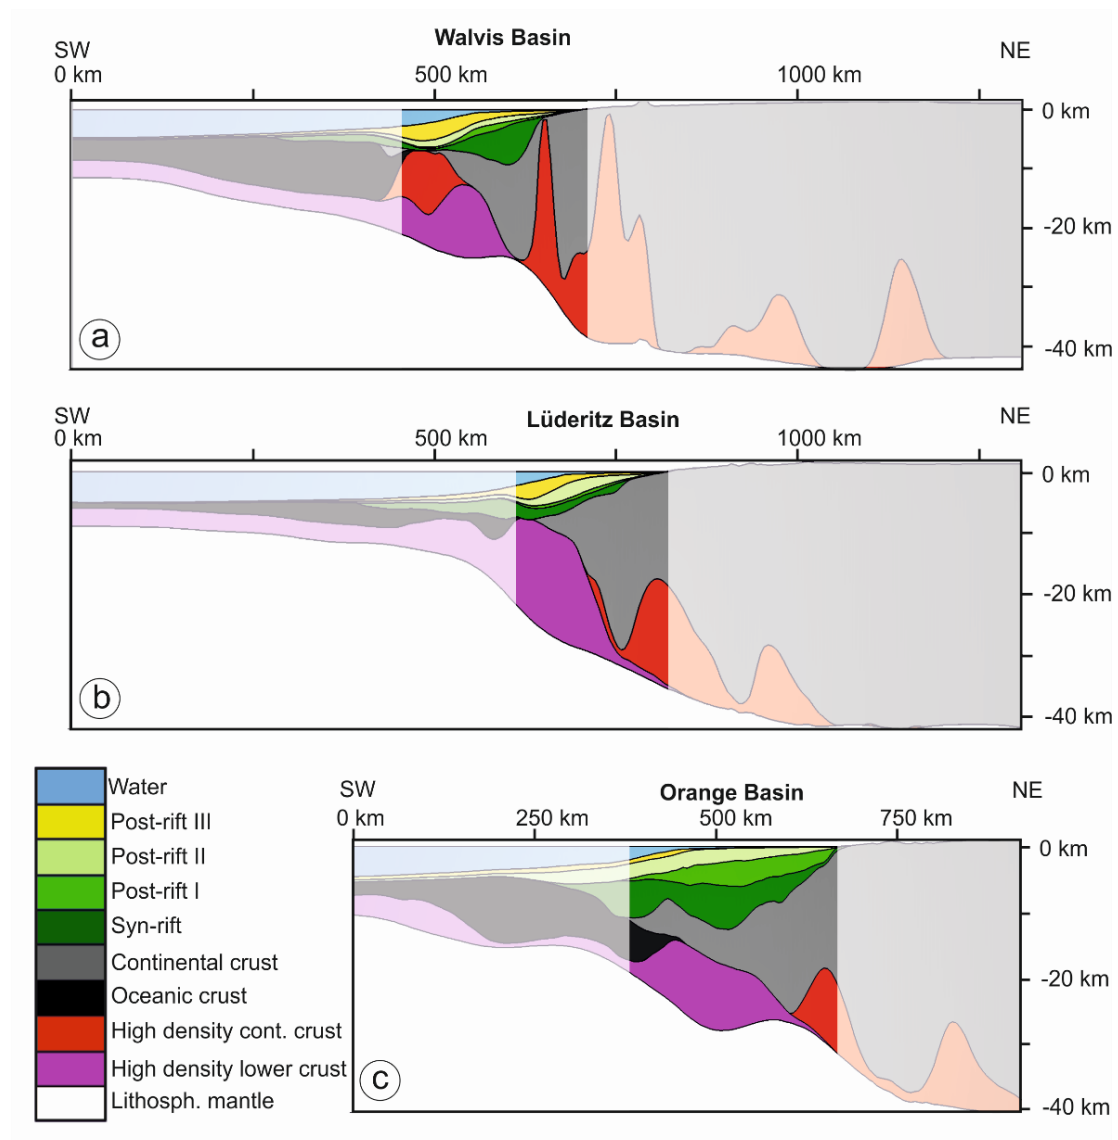 Walvis Basin
SW NE
0 km 500 km 1000 km
0 km
-20 km
-40 km
a
Lüderitz Basin
SW NE
0 km 500 km 1000 km
0 km
-20 km
-40 km
b
Orange Basin
SW NE
0 km 250 km 500 km 750 km
0 km
-20 km
-40 km
c
Water
Post-rift III
Post-rift II
Post-rift I
Syn-rift
Continental crust
Oceanic crust
High density cont. crust
High density lower crust
Lithosph. mantle